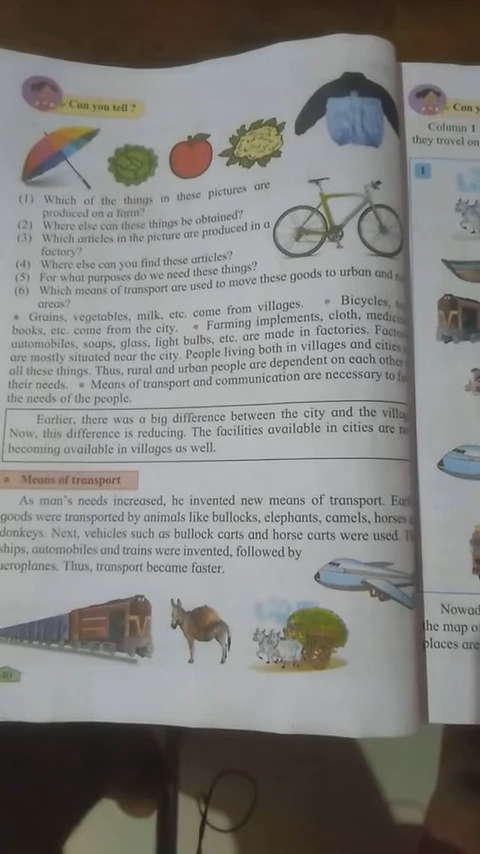 Can you tell ?
(1) Which of the things in these pictures are
produced on a farm?
(2) Where else can these things be obtained?
(3) Which articles in the picture are produced in a
factory?
(4) Where else can you find these articles?
(5) For what purposes do we need these things?
(6) Which means of transport are used to move these goods to urban and
areas?
• Grains, vegetables, milk, etc. come from villages. • Bicycles,
books, etc. come from the city. • Farming implements, cloth,
automobiles, soaps, glass, light bulbs, etc. are made in factories.
are mostly situated near the city. People living both in villages and cities
all these things. Thus, rural and urban people are dependent on each other
their needs. • Means of transport and communication are necessary to
the needs of the people.
Earlier, there was a big difference between the city and the
Now, this difference is reducing. The facilities available in cities are
becoming available in villages as well.
• Means of transport
As man's needs increased, he invented new means of transport.
goods were transported by animals like bullocks, elephants, camels, horses
donkeys. Next, vehicles such as bullock carts and horse carts were used.
ships, automobiles and trains were invented, followed by
aeroplanes. Thus, transport became faster.
40
Can
Column 1
they travel on
1
Nowad
the map of
places are